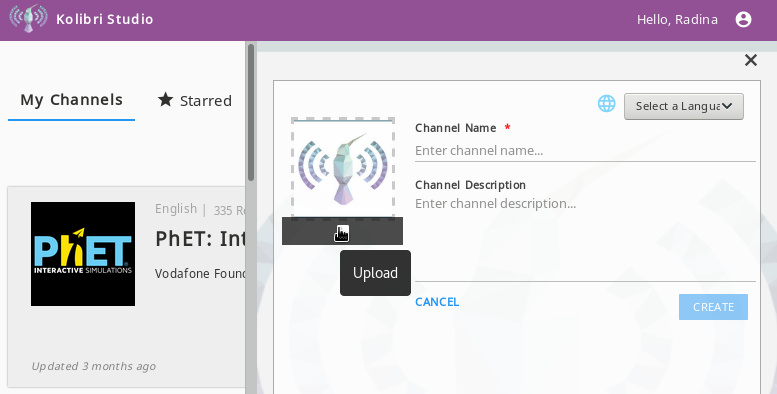 Kolibri Studio
Hello, Radina
My Channels
Starred
English | 335
PhET: Int
PhET
INTERACTIVE SIMULATIONS
Vodafone Foun
Updated 3 months ago
Select a Langua
Channel Name *
Enter channel name...
Channel Description
Enter channel description...
Upload
CANCEL
CREATE